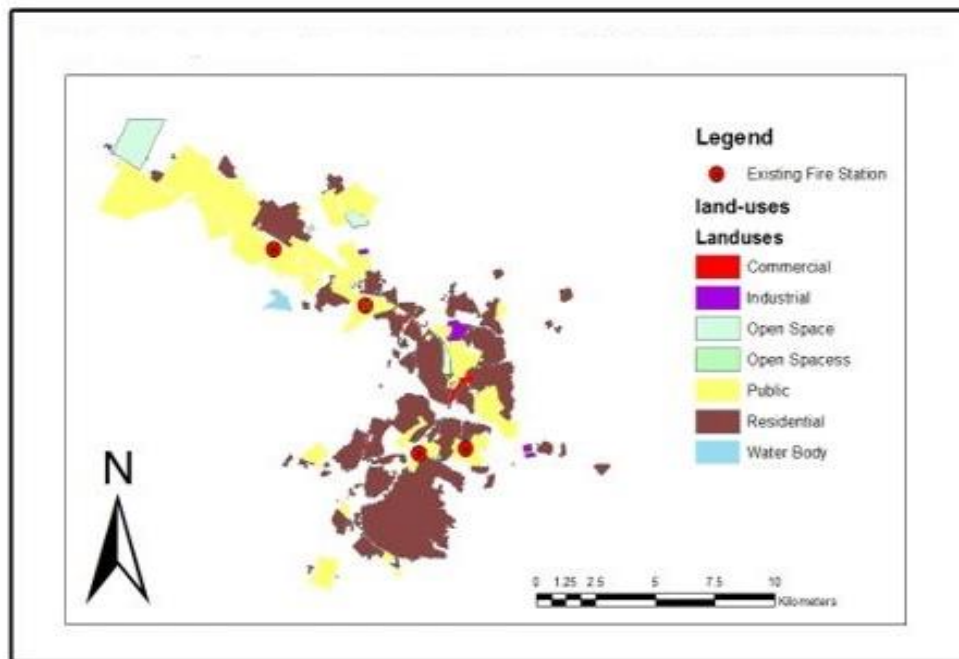 Legend
Existing Fire Station
land-uses
Landuses
Commercial
Industrial
Open Space
Open Spacess
Public
Residential
Water Body
N
0 1.25 2.5 5 7.5 10
Kilometers